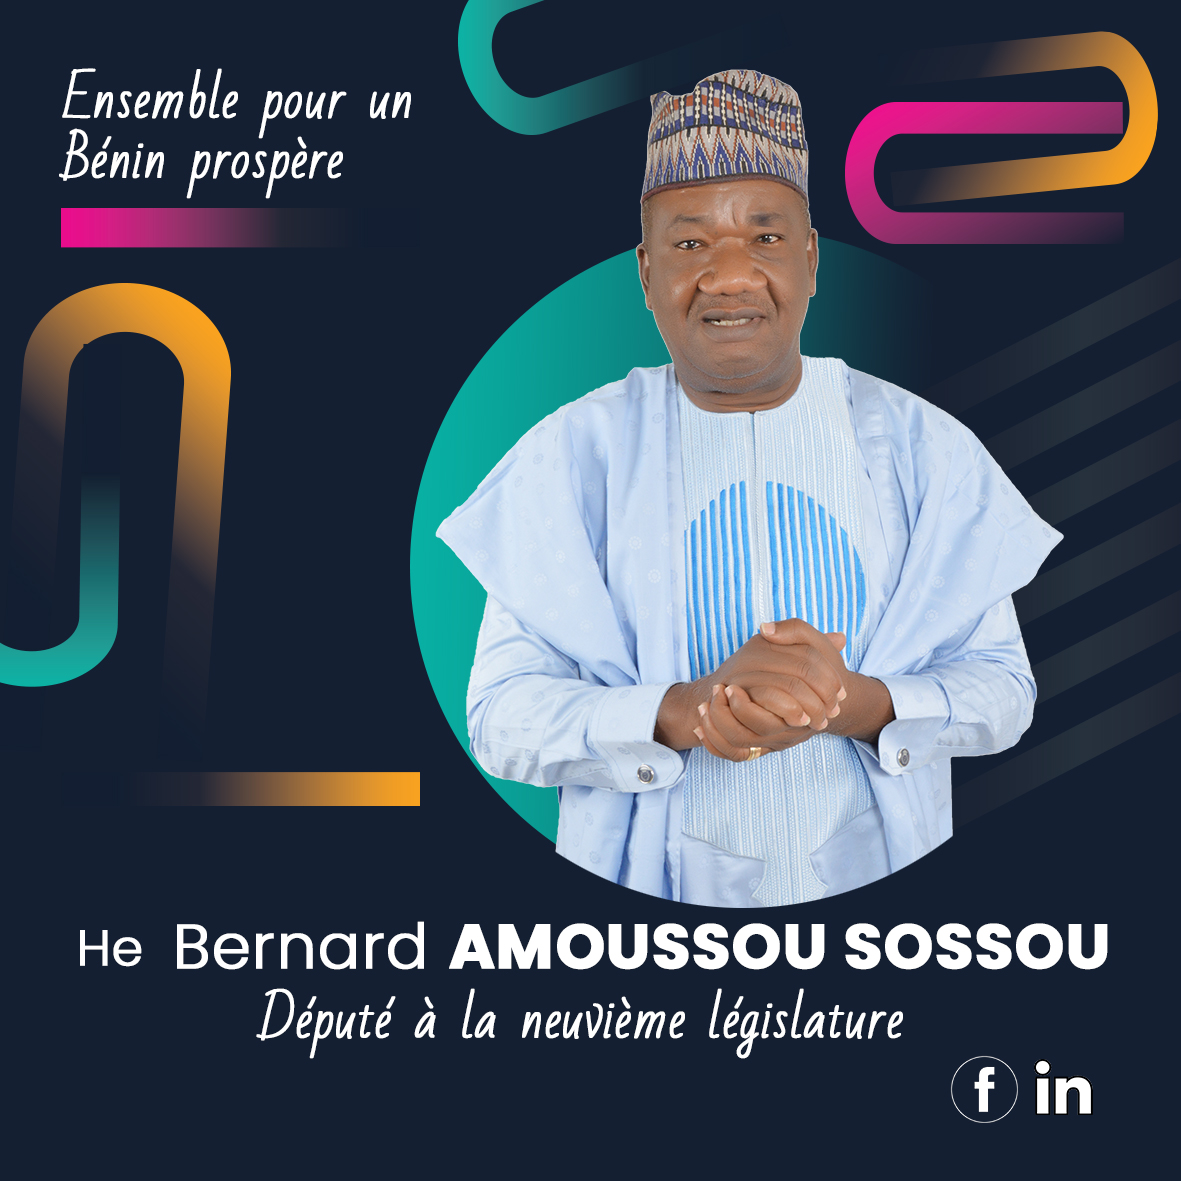 Ensemble pour un
Bénin prospère
He Bernard AMOUSSOU SOSSOU
Député à la neuvième législature
f in